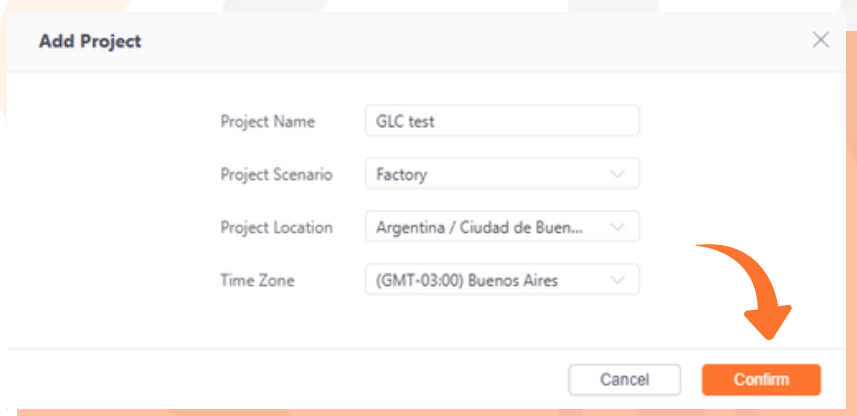 Add Project
Project Name GLC test
Project Scenario Factory
Project Location Argentina / Ciudad de Buen...
Time Zone (GMT-03:00) Buenos Aires
Cancel Confirm